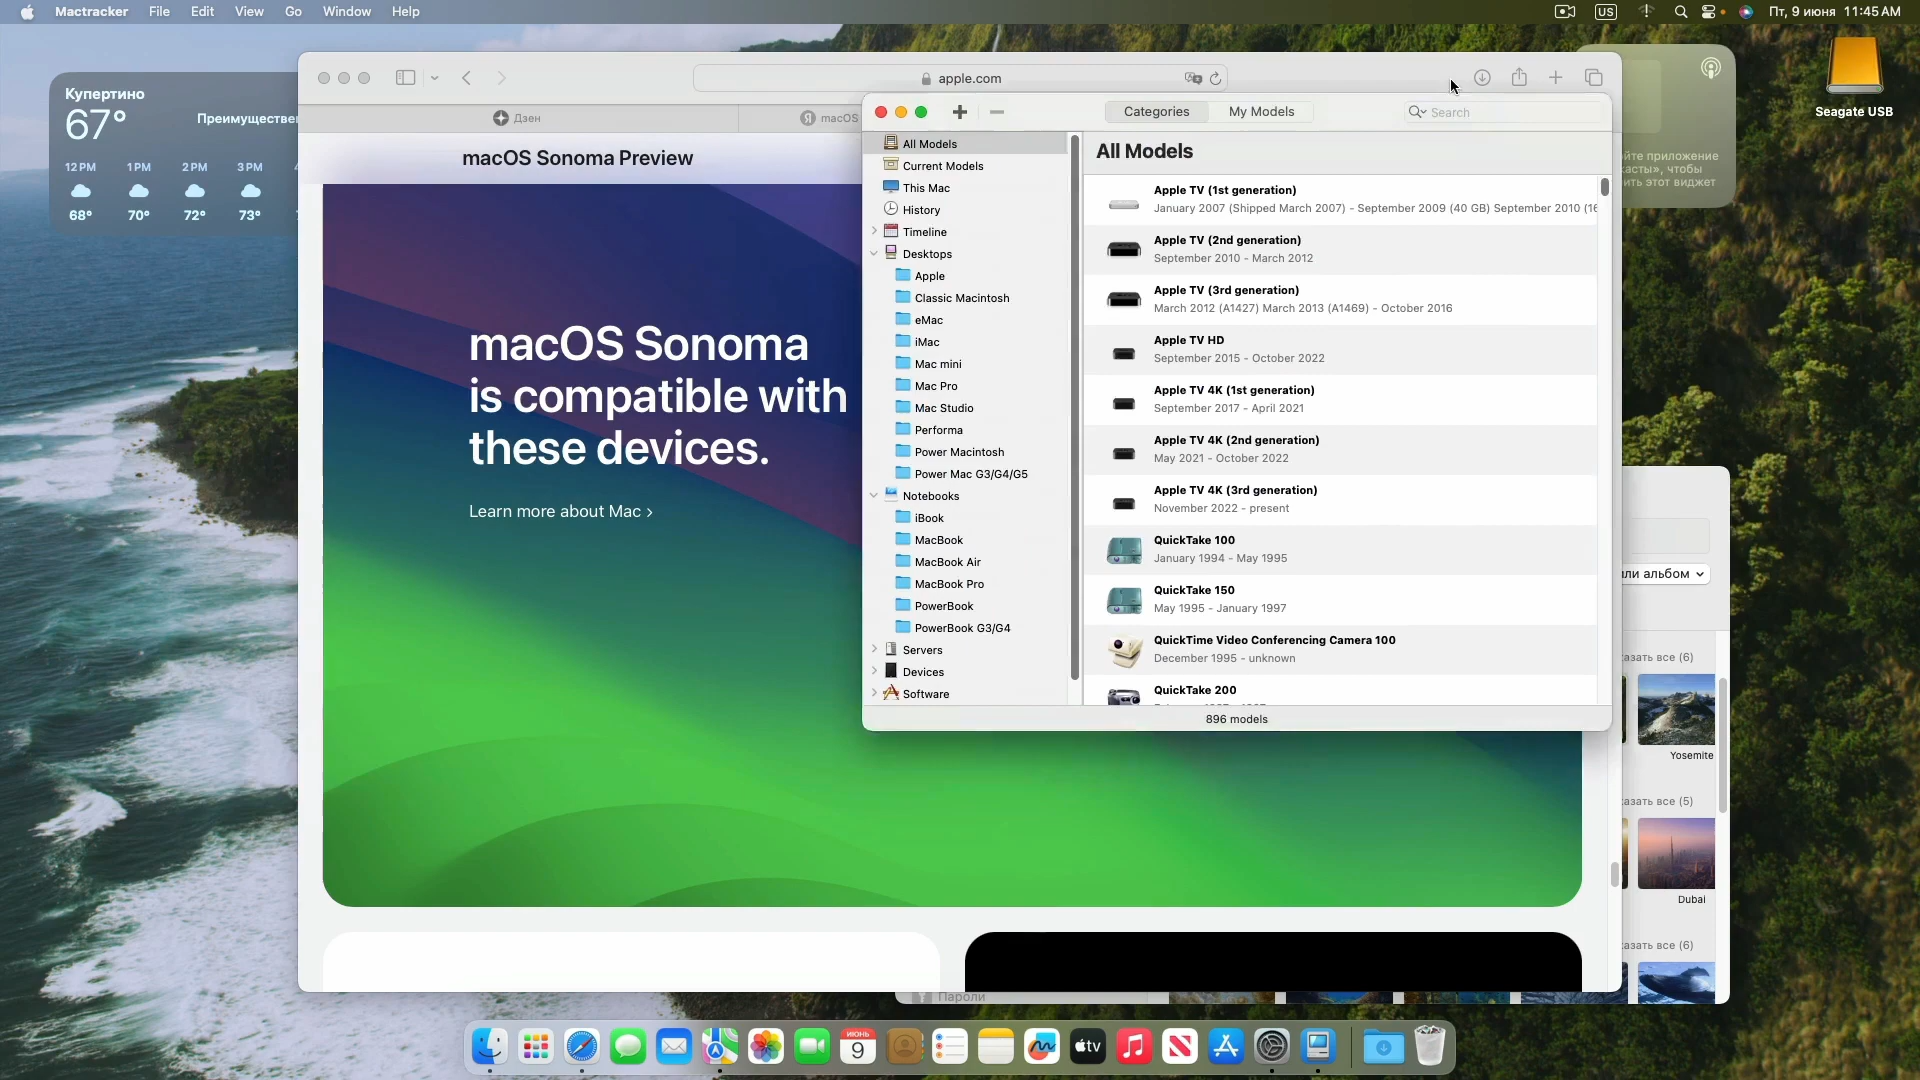 Mactracker File Edit View Go Window Help
US
Пт, 9 июня 11:45 AM
Купертино
67°
12 PM 1 PM 2 PM 3 PM
68° 70° 72° 73°
apple.com
Дзен
macOS
macOS Sonoma Preview
macOS Sonoma
is compatible with
these devices.
Learn more about Mac >
Categories
My Models
Search
All Models
Current Models
This Mac
History
Timeline
Desktops
Apple
Classic Macintosh
eMac
iMac
Mac mini
Mac Pro
Mac Studio
Performa
Power Macintosh
Power Mac G3/G4/G5
Notebooks
iBook
MacBook
MacBook Air
MacBook Pro
PowerBook
PowerBook G3/G4
Servers
Devices
Software
All Models
Apple TV (1st generation)
January 2007 (Shipped March 2007) - September 2009 (40 GB) September 2010
Apple TV (2nd generation)
September 2010 - March 2012
Apple TV (3rd generation)
March 2012 (A1427) March 2013 (A1469) - October 2016
Apple TV HD
September 2015 - October 2022
Apple TV 4K (1st generation)
September 2017 - April 2021
Apple TV 4K (2nd generation)
May 2021 - October 2022
Apple TV 4K (3rd generation)
November 2022 - present
QuickTake 100
January 1994 - May 1995
QuickTake 150
May 1995 - January 1997
QuickTime Video Conferencing Camera 100
December 1995 - unknown
QuickTake 200
896 models
Seagate USB
приложение
чтобы
этот виджет
или альбом
все (6)
Yosemite
все (5)
Dubai
все (6)
Пароли
ИЮНЬ
9
tv